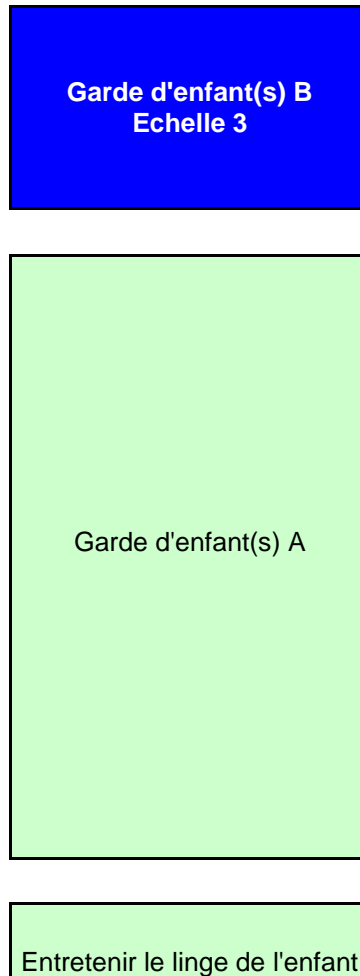 Garde d'enfant(s) B
Echelle 3
Garde d'enfant(s) A
Entretenir le linge de l'enfant